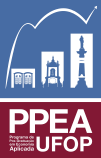 PPEA
Programa de
Pós-Graduação
em Economia
Aplicada
UFOP